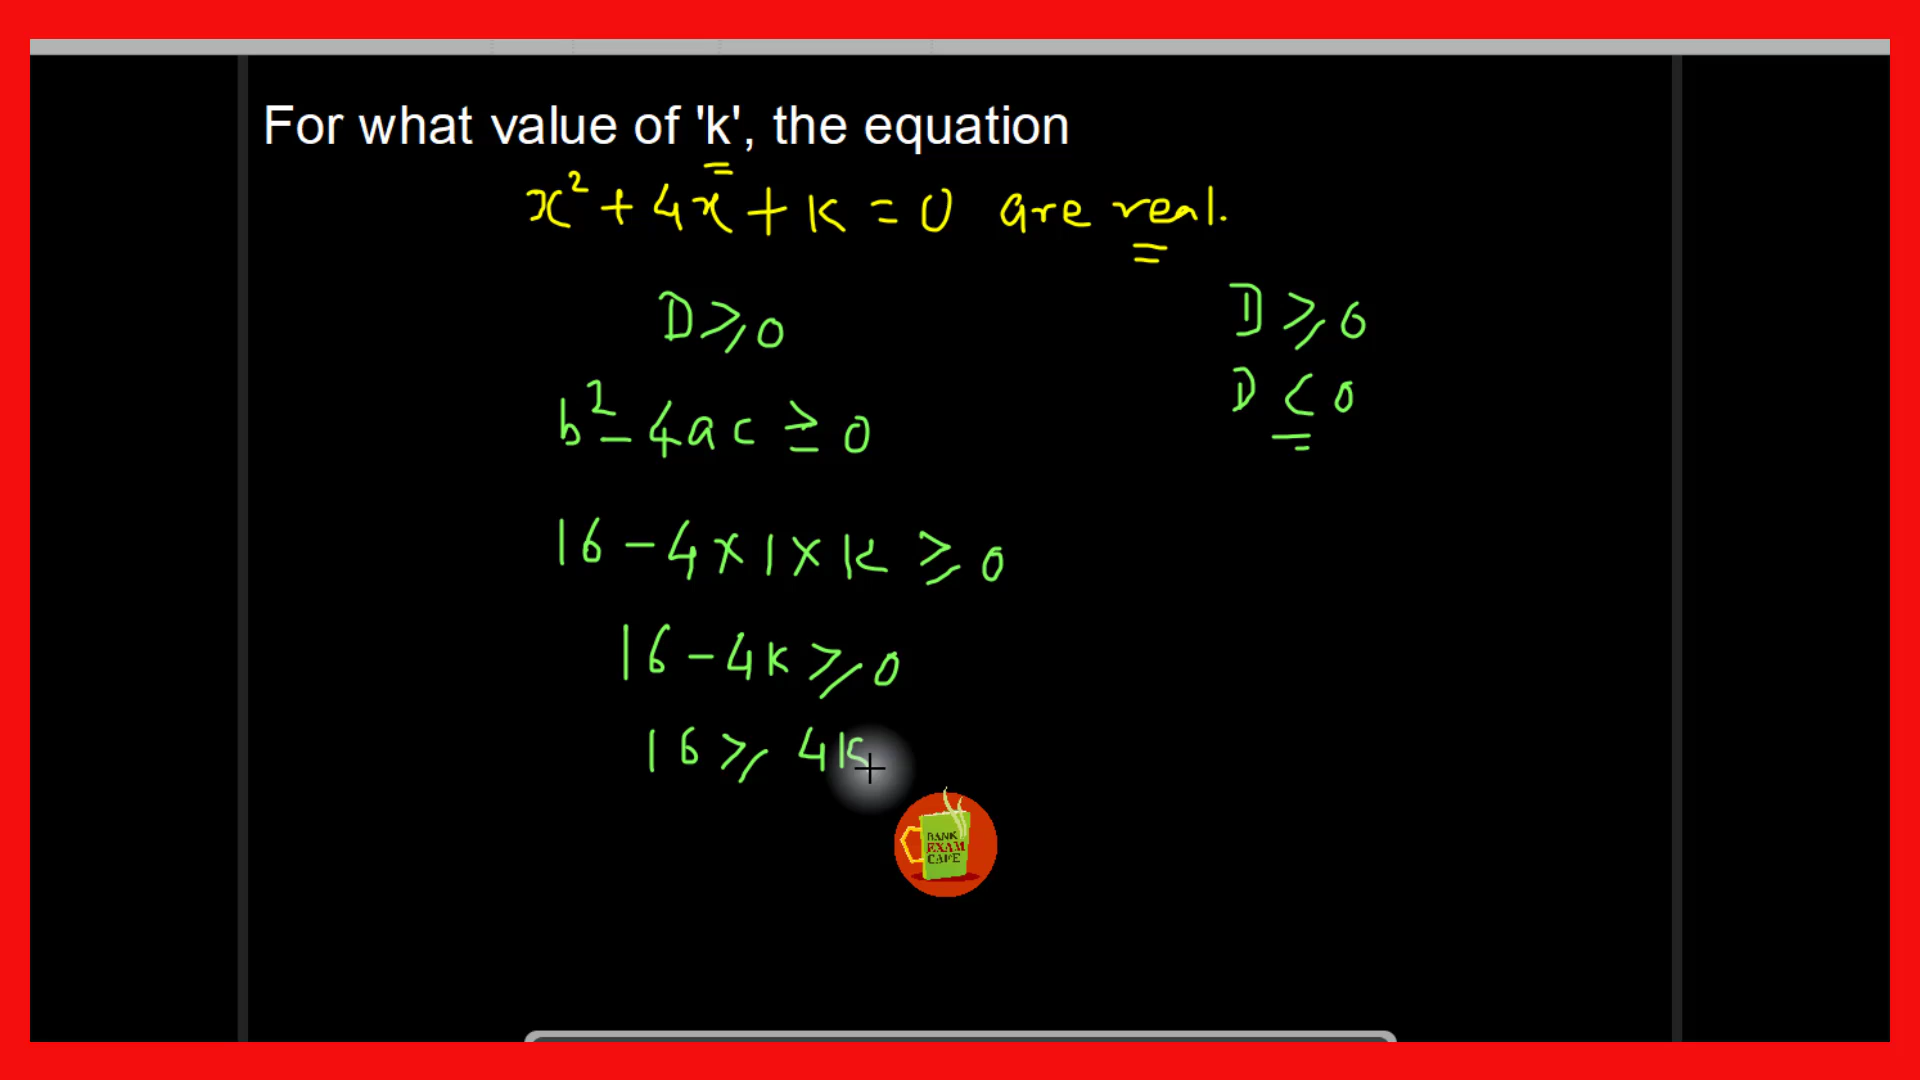 For what value of 'k', the equation
x² + 4x + k = 0 are real.
D ≥ 0
D ≥ 0
D < 0
b² - 4ac ≥ 0
16 - 4 × 1 × k ≥ 0
16 - 4k ≥ 0
16 ≥ 4k
BANK
EXAM
CAFE